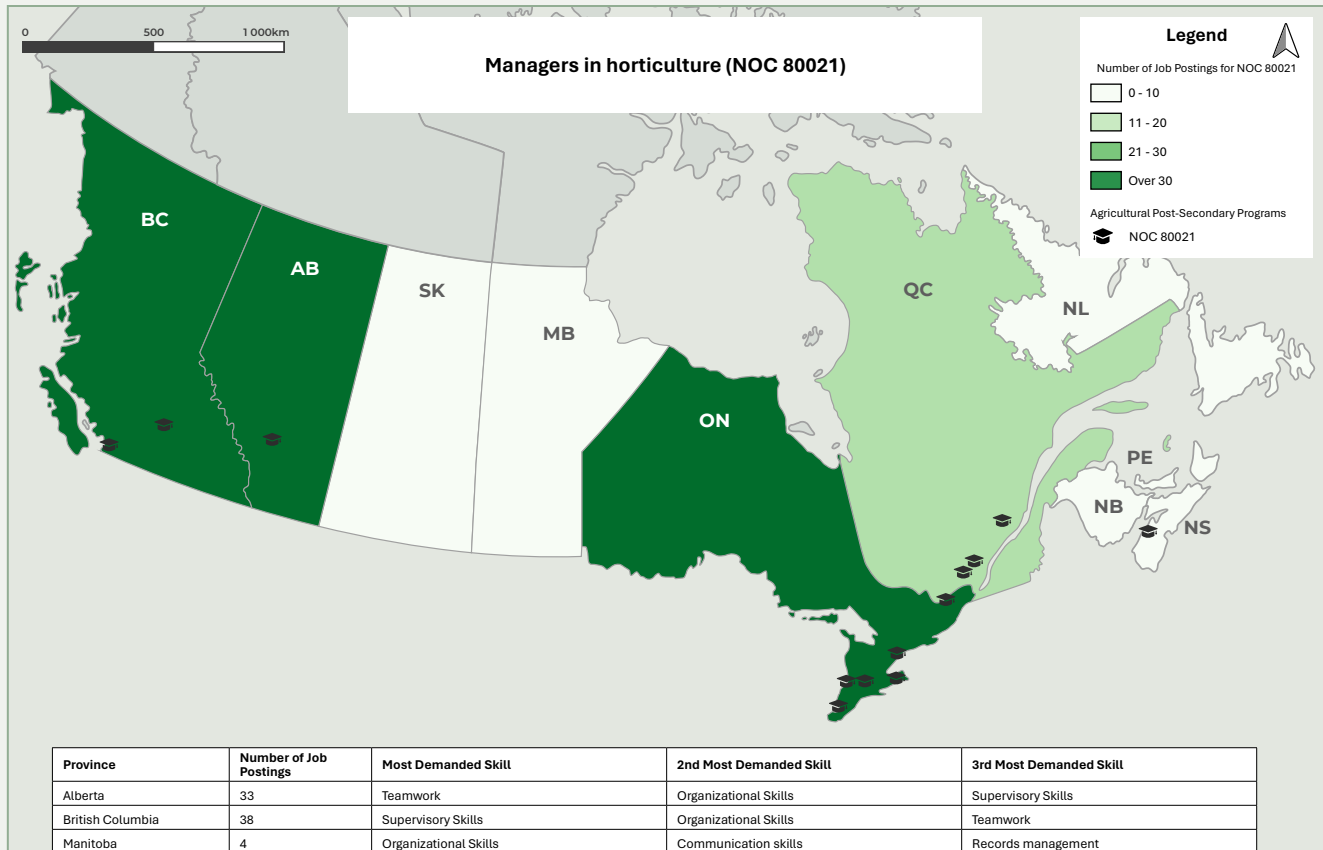 0 500 1 000km
Managers in horticulture (NOC 80021)
Legend
Number of Job Postings for NOC 80021
0 - 10
11 - 20
21 - 30
Over 30
Agricultural Post-Secondary Programs
NOC 80021
BC
AB
SK
MB
ON
QC
NL
PE
NB
NS
Province Number of Job Postings Most Demanded Skill 2nd Most Demanded Skill 3rd Most Demanded Skill
Alberta 33 Teamwork Organizational Skills Supervisory Skills
British Columbia 38 Supervisory Skills Organizational Skills Teamwork
Manitoba 4 Organizational Skills Communication skills Records management